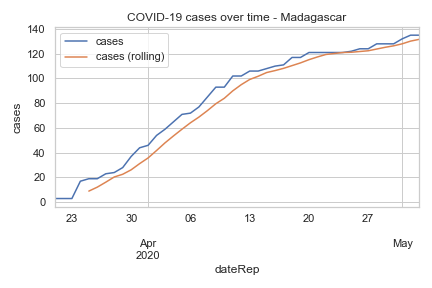 COVID-19 cases over time - Madagascar
cases
cases (rolling)
cases
140
120
100
80
60
40
20
0
23 30 06 13 20 27
Apr May
2020
dateRep